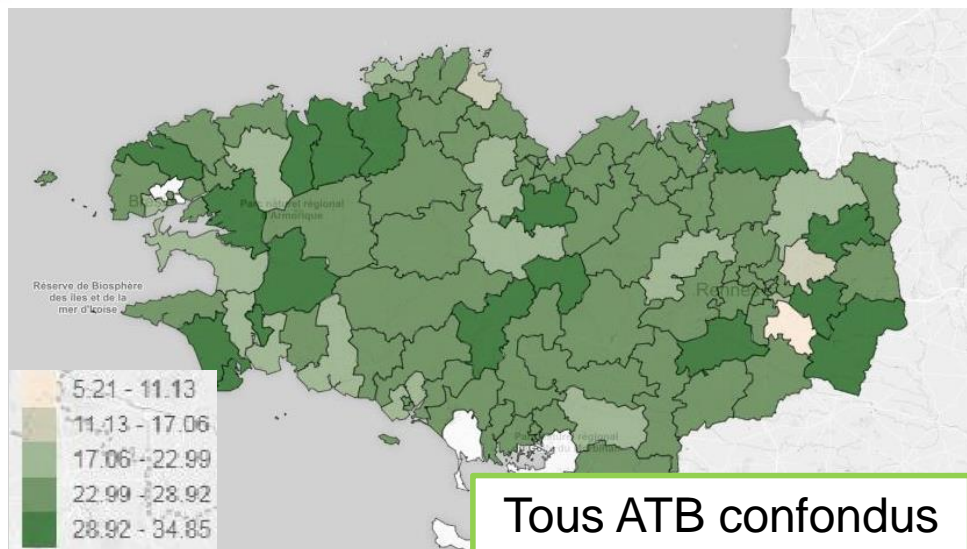 Parc naturel régional
d'Armorique
Réserve de Biosphère
des îles et de la
mer d'Iroise
Rennes
5.21 - 11.13
11.13 - 17.06
17.06 - 22.99
22.99 - 28.92
28.92 - 34.85
Tous ATB confondus